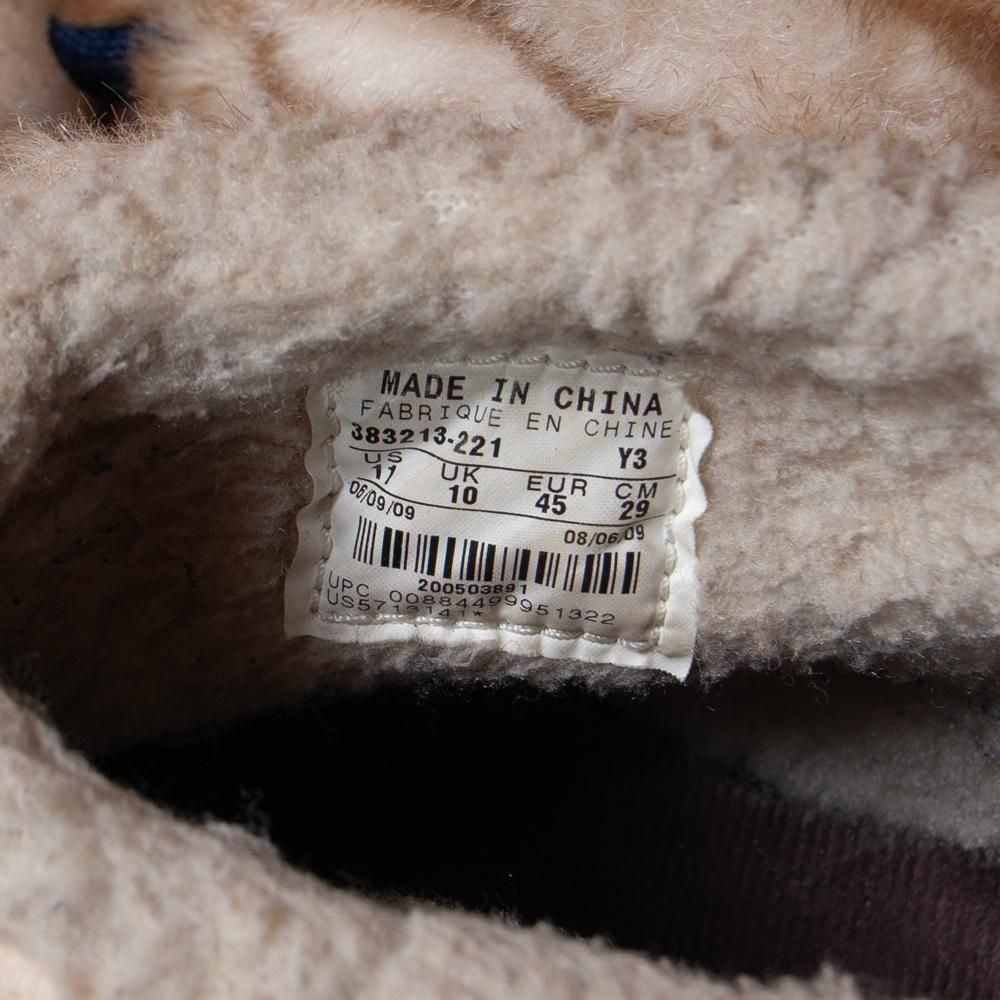 MADE IN CHINA
FABRIQUE EN CHINE
383213-221 Y3
US UK EUR CM
11 10 45 29
06/09/09 08/06/09
200503891
UPC 00884499951322
US5713141*